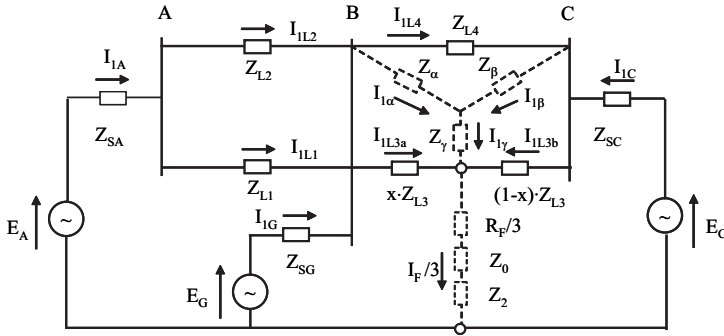 A
B
C
I1L2
I1L4
ZL4
I1A
ZL2
Zα
Zβ
I1C
ZSA
I1α
I1β
ZSC
I1L1
I1L3a
Zγ
I1γ
I1L3b
ZL1
x·ZL3
(1-x)·ZL3
I1G
RF/3
EA
ZSG
IF/3
Z0
EG
Z2
~
~
~